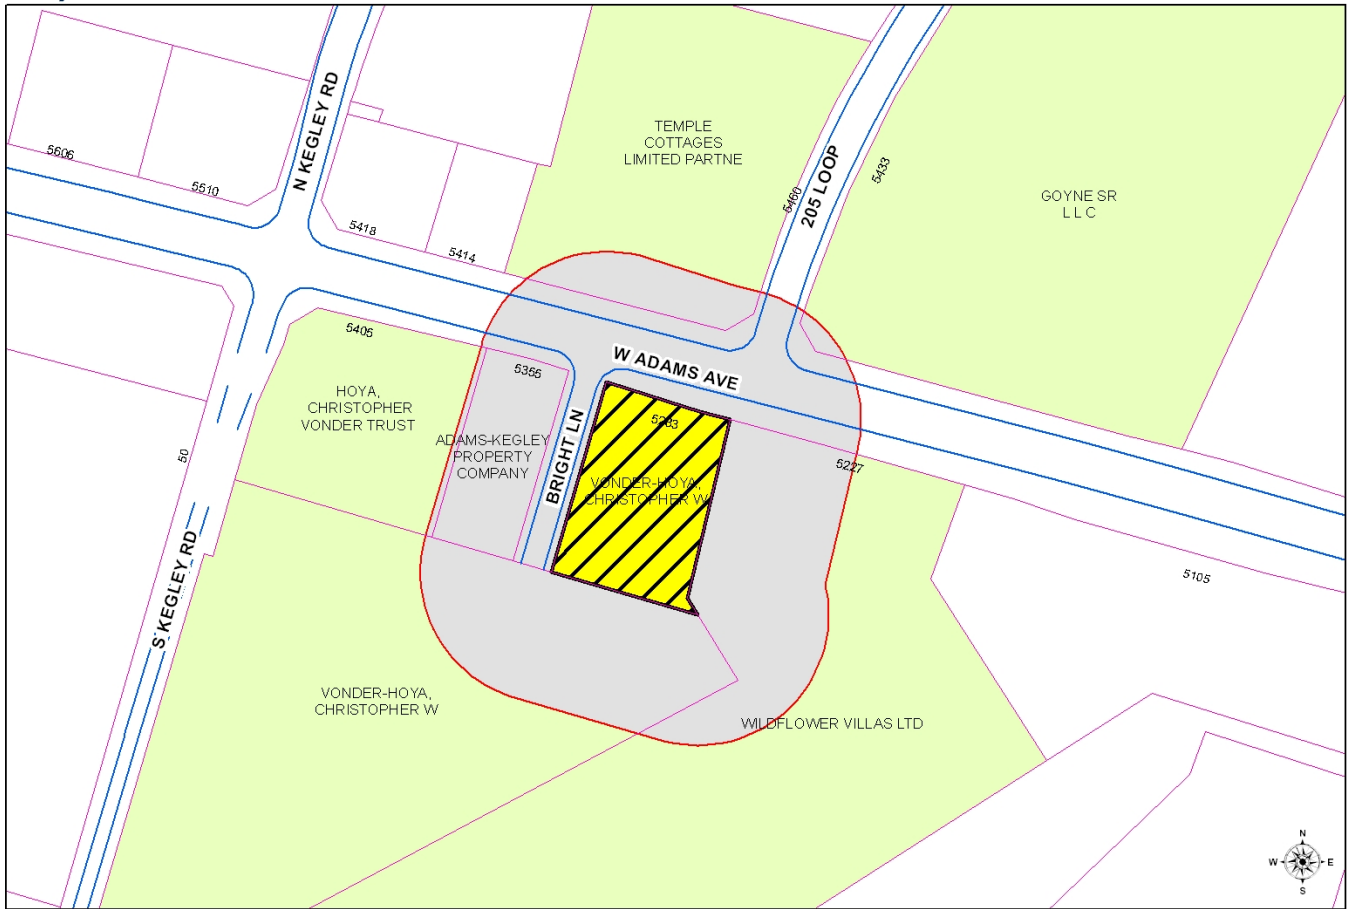 N KEGLEY RD
5606
5510
5418
5414
TEMPLE
COTTAGES
LIMITED PARTNE
5460
205 LOOP
5433
GOYNE SR
L L C
5405
5355
W ADAMS AVE
HOYA,
CHRISTOPHER
VONDER TRUST
ADAMS-KEGLEY
PROPERTY
COMPANY
BRIGHT LN
5283
VONDER-HOYA,
CHRISTOPHER W
5227
50
S KEGLEY RD
5105
VONDER-HOYA,
CHRISTOPHER W
WILDFLOWER VILLAS LTD
N
W
E
S